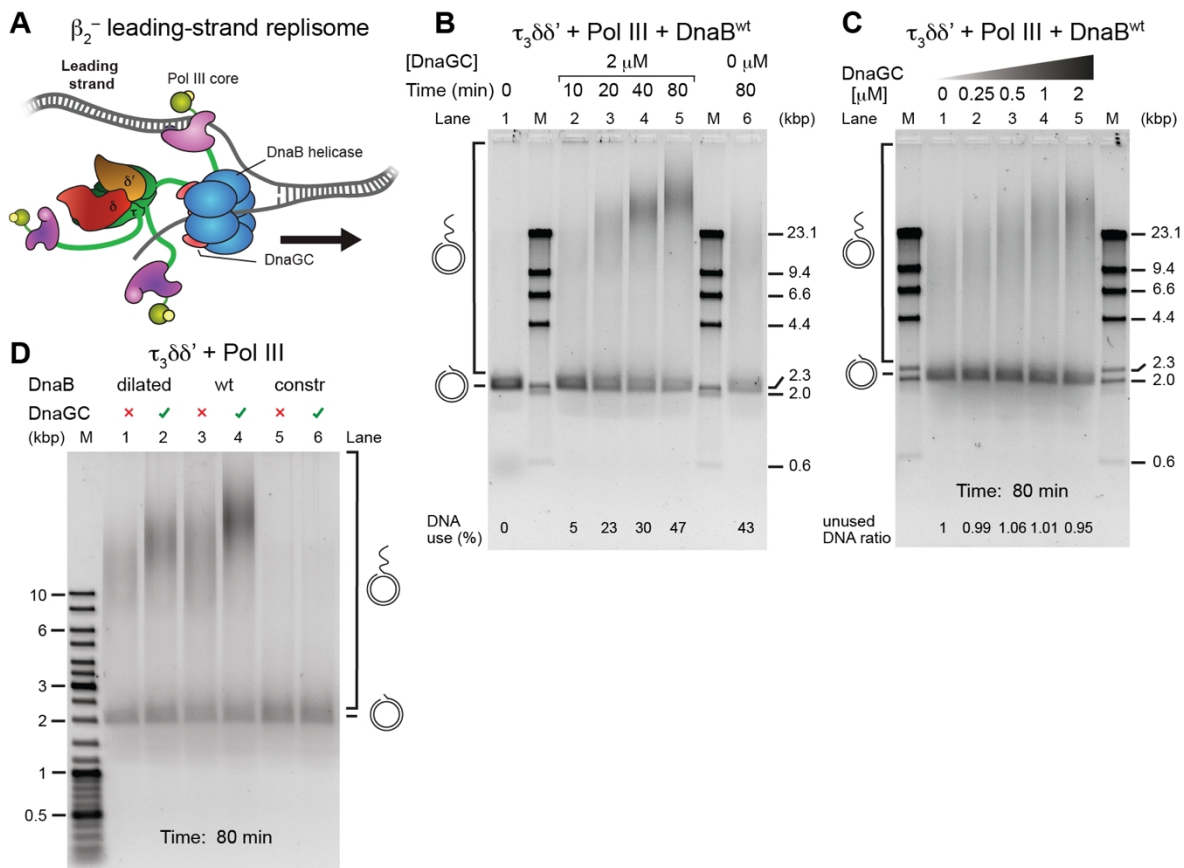 A β₂⁻ leading-strand replisome
Leading
strand
Pol III core
DnaB helicase
δ'
δ
τ
DnaGC
B τ₃δδ’ + Pol III + DnaBʷᵗ
[DnaGC] 2 μM 0 μM
Time (min) 0 10 20 40 80 80
Lane 1 M 2 3 4 5 M 6 (kbp)
23.1
9.4
6.6
4.4
2.3
2.0
0.6
DNA
use (%) 0 5 23 30 47 43
C τ₃δδ’ + Pol III + DnaBʷᵗ
DnaGC
[μM] 0 0.25 0.5 1 2
Lane M 1 2 3 4 5 M (kbp)
23.1
9.4
6.6
4.4
2.3
2.0
0.6
Time: 80 min
unused
DNA ratio 1 0.99 1.06 1.01 0.95
D τ₃δδ’ + Pol III
DnaB dilated wt constr
DnaGC × ✓ × ✓ × ✓
(kbp) M 1 2 3 4 5 6 Lane
10
6
3
2
1
0.5
Time: 80 min